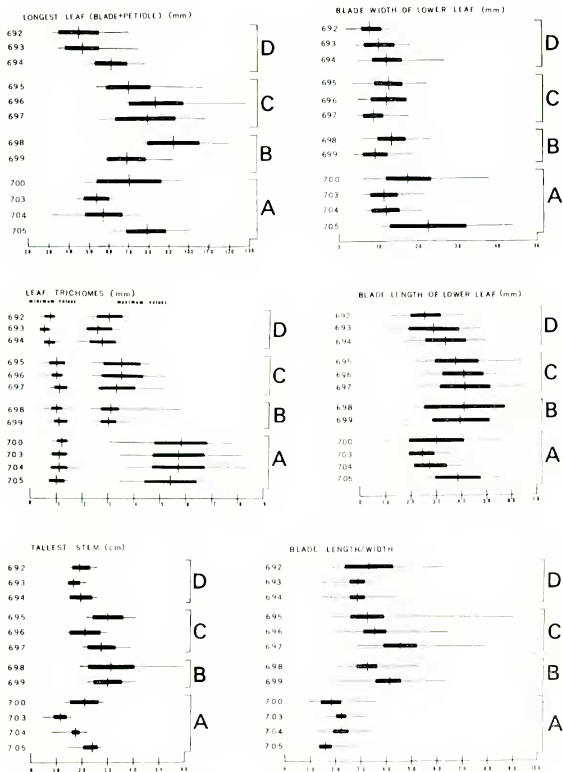 LONGEST LEAF (BLADE+PETIOLE) (mm)
692
693
694
D
695
696
697
C
698
699
B
700
703
704
705
A
BLADE WIDTH OF LOWER LEAF (mm)
692
693
694
D
695
696
697
C
698
699
B
700
703
704
705
A
LEAF TRICHOMES (mm)
minimum values maximum values
692
693
694
D
695
696
697
C
698
699
B
700
703
704
705
A
BLADE LENGTH OF LOWER LEAF (mm)
692
693
694
D
695
696
697
C
698
699
B
700
703
704
705
A
TALLEST STEM (cm)
692
693
694
D
695
696
697
C
698
699
B
700
703
704
705
A
BLADE LENGTH/WIDTH
692
693
694
D
695
696
697
C
698
699
B
700
703
704
705
A